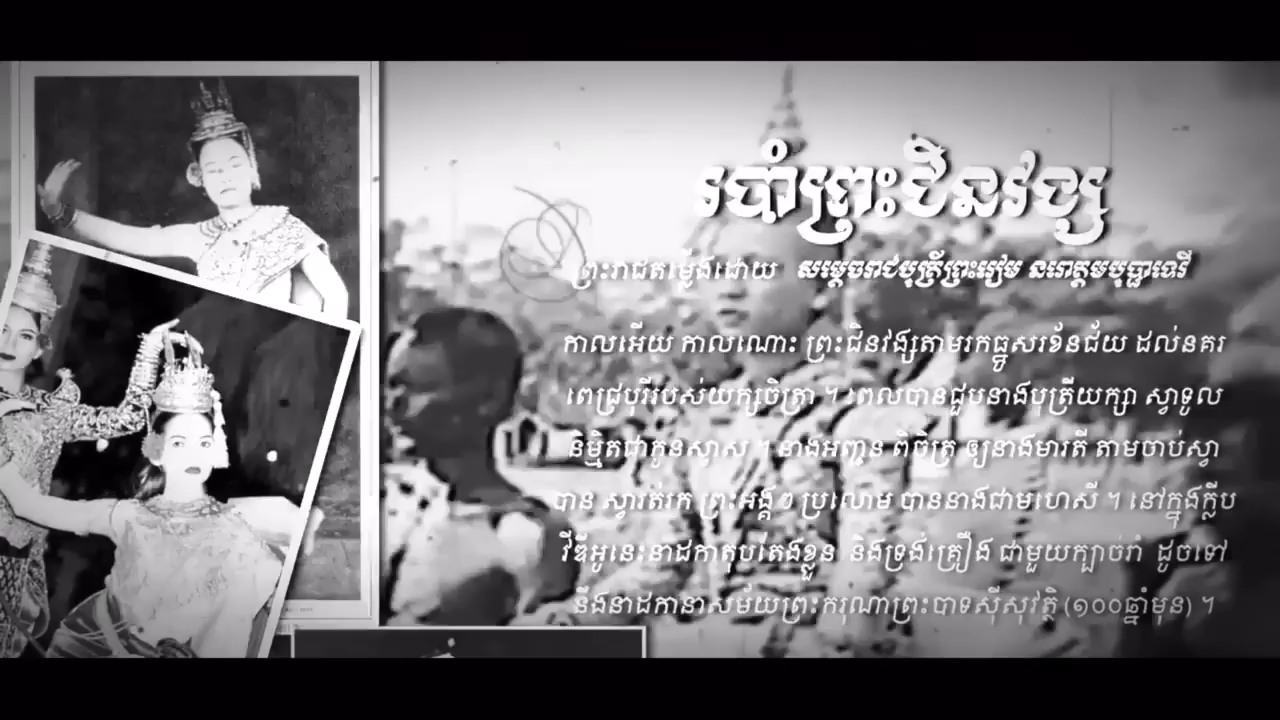 របាំព្រះជិនវង្ស
ព្រះរាជតម្លើងដោយ សម្តេចរាជបុត្រីព្រះរៀម នរោត្តមបុប្ផាទេវី
កាលអើយ កាលណោះ ព្រះជិនវង្សតាមរកធ្នូសរខ័នជ័យ ដល់នគរ
ពេជ្របុរីរបស់យក្សចិត្រា ។ ពេលបានជួបនាងបុត្រីយក្សា ស្វាទូល
និម្មិតជាកូនស្វាស ។ នាងអញ្ជន ពិចិត្រ ឲ្យនាងមារតី តាមចាប់ស្វា
បាន ស្វារត់រក ព្រះអង្គ ០ ប្រលោម បាននាងជាមហេសី ។ នៅក្នុងក្លីប
វីឌីអូនេះនាដកាតុបតែងខ្លួន និងទ្រង់គ្រឿង ជាមួយក្បាច់រាំ ដូចទៅ
នឹងនាដកានាសម័យព្រះករុណាព្រះបាទស៊ីសុវត្ថិ (១០០ឆ្នាំមុន) ។